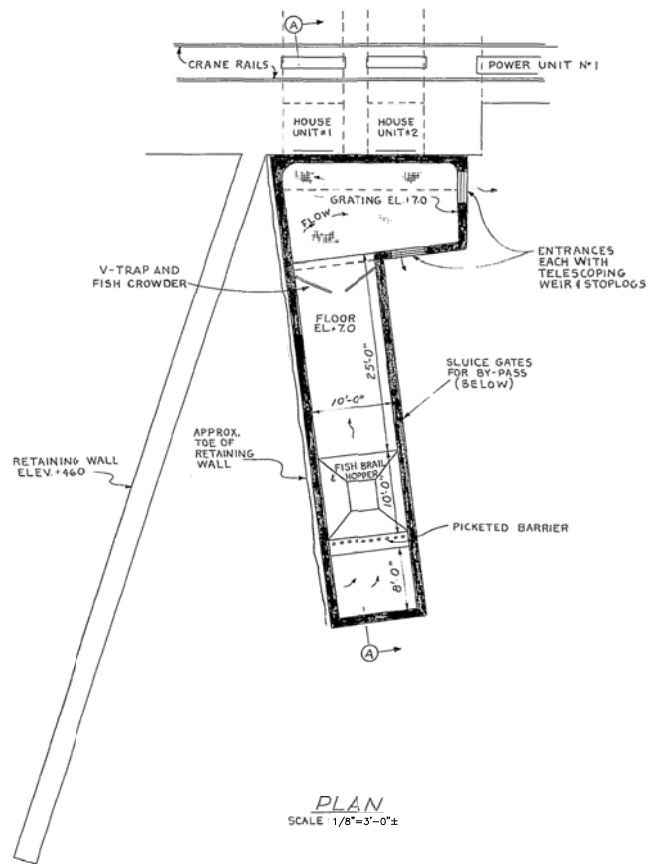 A
CRANE RAILS
POWER UNIT Nº 1
HOUSE
UNIT #1
HOUSE
UNIT #2
GRATING EL.+7.0
FLOW
ENTRANCES
EACH WITH
TELESCOPING
WEIR & STOPLOGS
V-TRAP AND
FISH CROWDER
FLOOR
EL.+7.0
25'-0"
SLUICE GATES
FOR BY-PASS
(BELOW)
10'-0"
APPROX.
TOE OF
RETAINING
WALL
RETAINING WALL
ELEV. +460
FISH BRAIL
HOPPER
10'-0"
PICKETED BARRIER
8'-0"
A
PLAN
SCALE 1/8"=3'-0"±